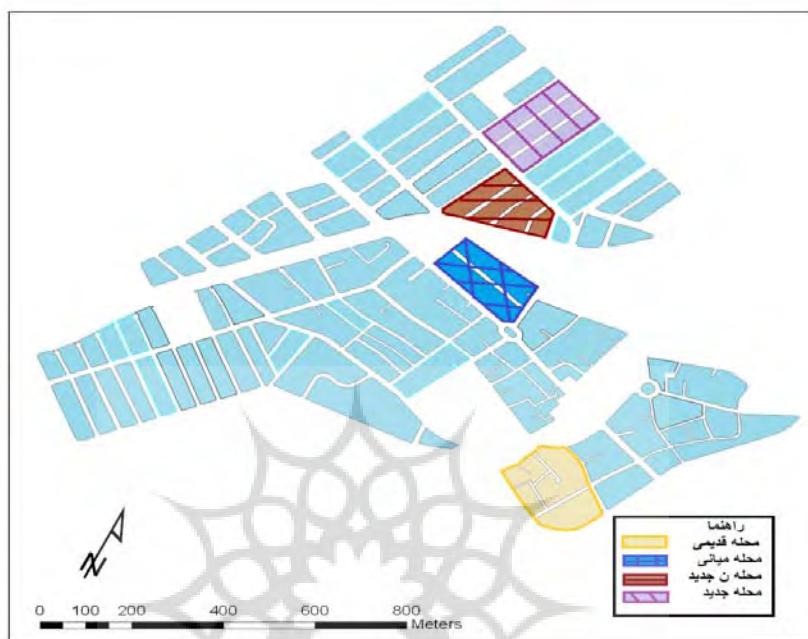 راهنما
محله قدیمی
محله میانی
محله ن جدید
محله جدید
N
0 100 200 400 600 800
Meters